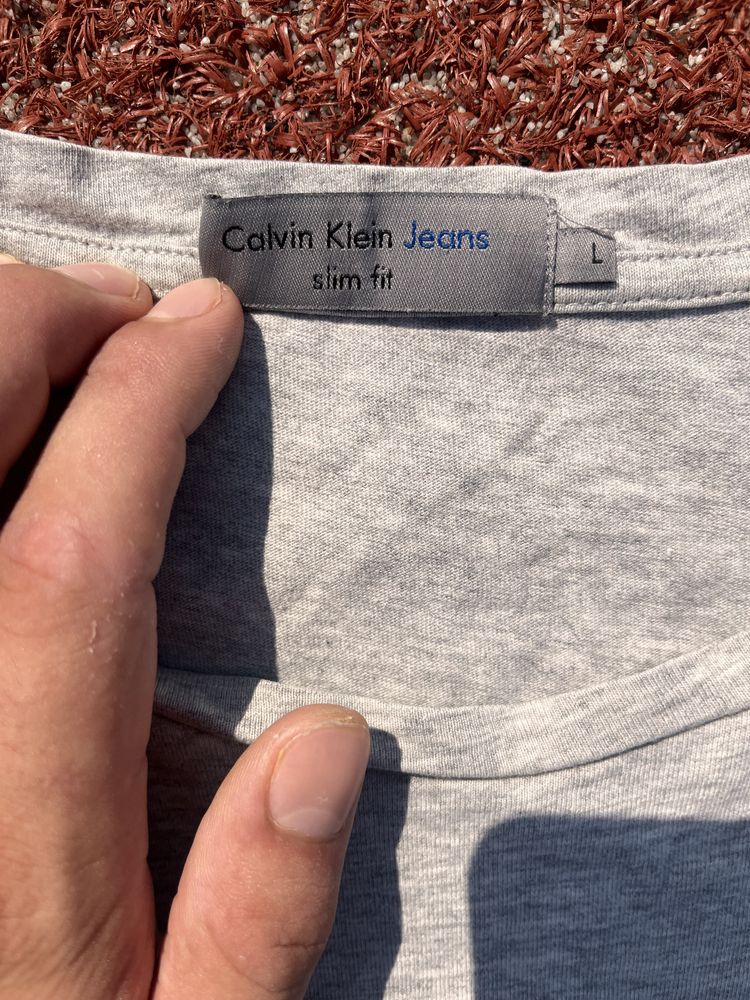 Calvin Klein Jeans
slim fit
L